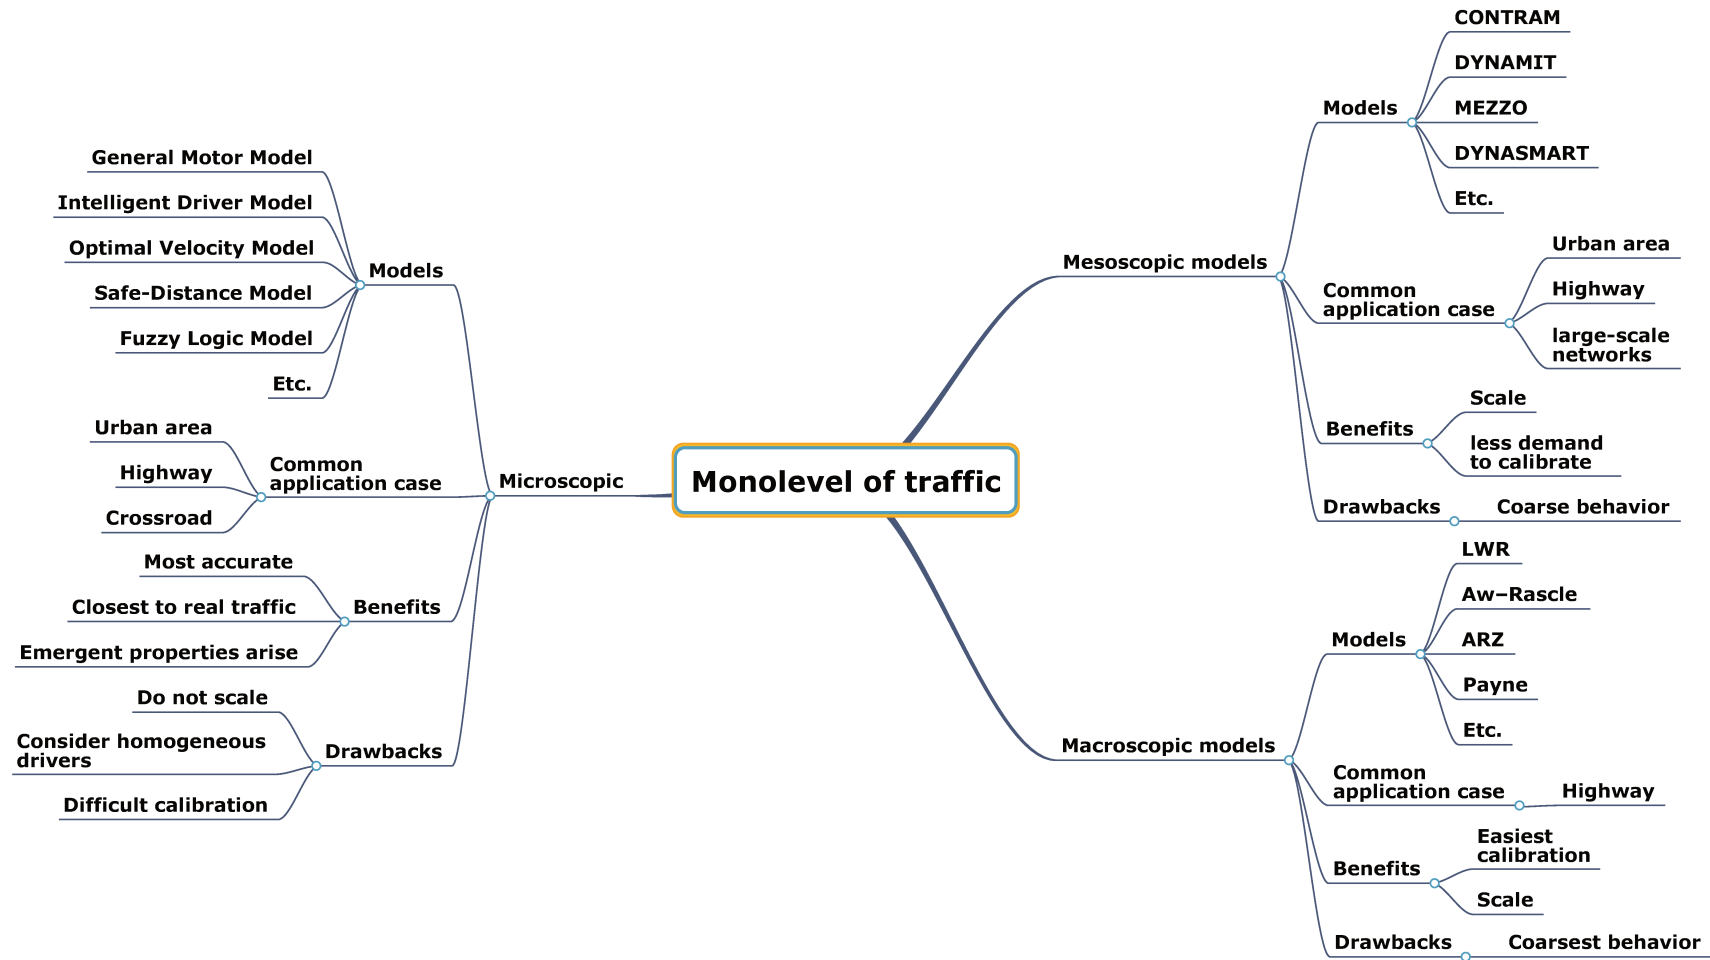 Monolevel of traffic
Microscopic
Models
General Motor Model
Intelligent Driver Model
Optimal Velocity Model
Safe-Distance Model
Fuzzy Logic Model
Etc.
Common
application case
Urban area
Highway
Crossroad
Benefits
Most accurate
Closest to real traffic
Emergent properties arise
Drawbacks
Do not scale
Consider homogeneous
drivers
Difficult calibration
Mesoscopic models
Models
CONTRAM
DYNAMIT
MEZZO
DYNASMART
Etc.
Common
application case
Urban area
Highway
large-scale
networks
Benefits
Scale
less demand
to calibrate
Drawbacks
Coarse behavior
Macroscopic models
Models
LWR
Aw–Rascle
ARZ
Payne
Etc.
Common
application case
Highway
Benefits
Easiest
calibration
Scale
Drawbacks
Coarsest behavior